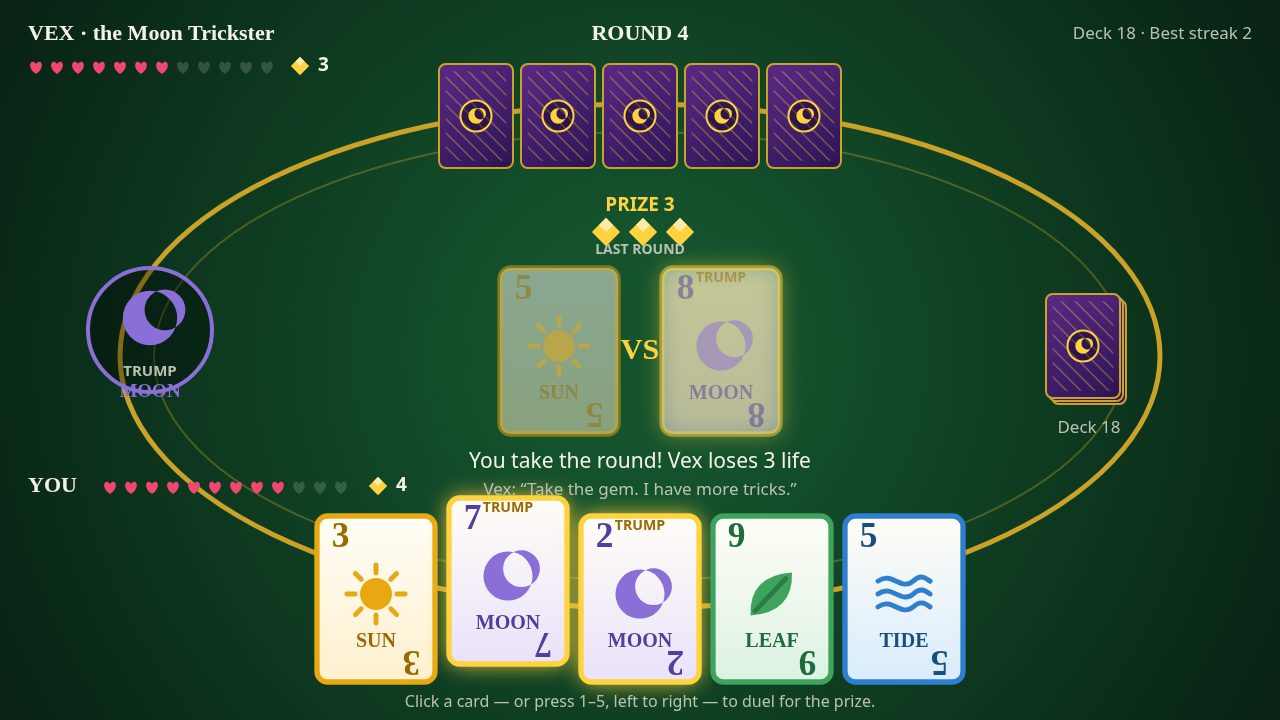 VEX · the Moon Trickster
ROUND 4
Deck 18 · Best streak 2
3
PRIZE 3
LAST ROUND
5
SUN
5
VS
8 TRUMP
MOON
8
TRUMP
MOON
Deck 18
You take the round! Vex loses 3 life
Vex: “Take the gem. I have more tricks.”
YOU
4
3
SUN
3
7 TRUMP
MOON
7
2 TRUMP
MOON
2
9
LEAF
9
5
TIDE
5
Click a card — or press 1–5, left to right — to duel for the prize.